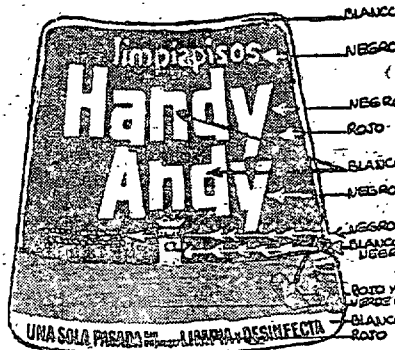 BLANCO
limpiapisos
NEGRO
Handy
NEGRO
ROJO
Andy
BLANCO
NEGRO
NEGRO
BLANCO
NEGRO
ROJO Y
VERDE
BLANCO
UNA SOLA PASADA LIMPIA Y DESINFECTA
ROJO